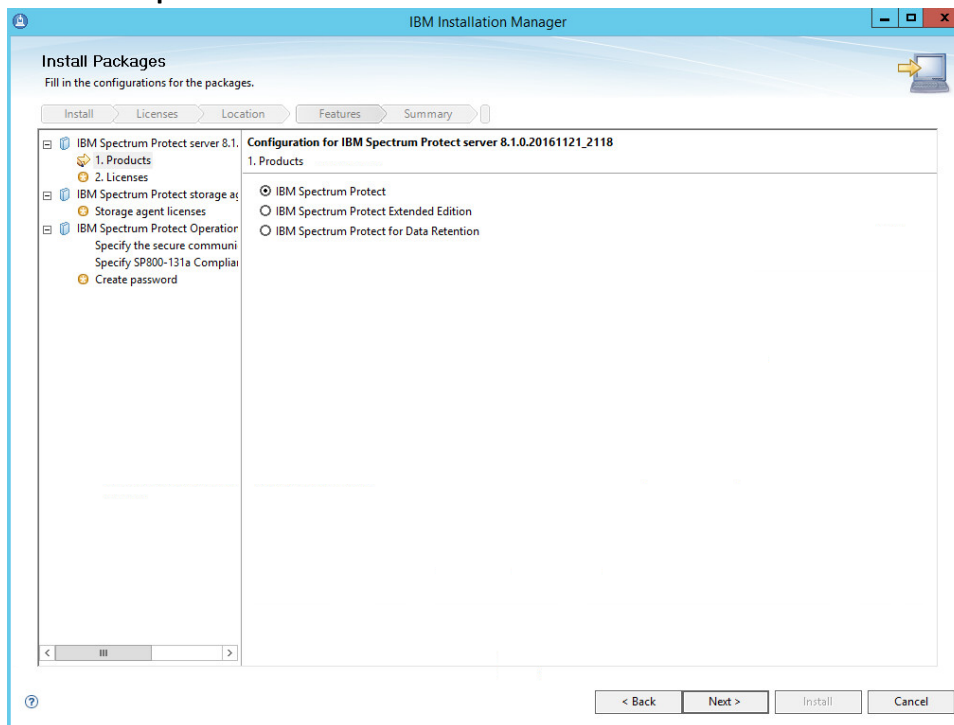 IBM Installation Manager
Install Packages
Fill in the configurations for the packages.
Install
Licenses
Location
Features
Summary
IBM Spectrum Protect server 8.1.
1. Products
2. Licenses
IBM Spectrum Protect storage ag
Storage agent licenses
IBM Spectrum Protect Operation
Specify the secure communi
Specify SP800-131a Complian
Create password
Configuration for IBM Spectrum Protect server 8.1.0.20161121_2118
1. Products
IBM Spectrum Protect
IBM Spectrum Protect Extended Edition
IBM Spectrum Protect for Data Retention
< Back
Next >
Install
Cancel